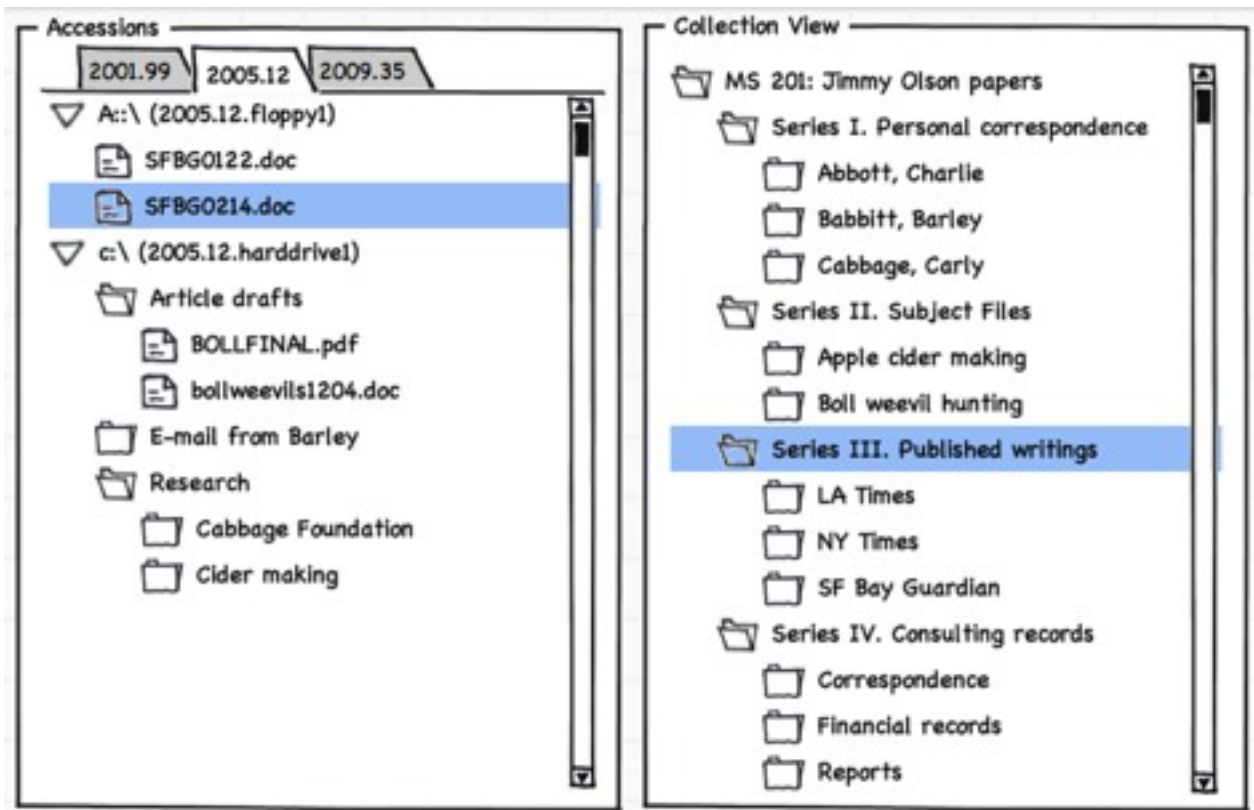 Accessions
2001.99
2005.12
2009.35
A::\ (2005.12.floppy1)
SFBG0122.doc
SFBG0214.doc
c:\ (2005.12.harddrive1)
Article drafts
BOLLFINAL.pdf
bollweevils1204.doc
E-mail from Barley
Research
Cabbage Foundation
Cider making
Collection View
MS 201: Jimmy Olson papers
Series I. Personal correspondence
Abbott, Charlie
Babbitt, Barley
Cabbage, Carly
Series II. Subject Files
Apple cider making
Boll weevil hunting
Series III. Published writings
LA Times
NY Times
SF Bay Guardian
Series IV. Consulting records
Correspondence
Financial records
Reports